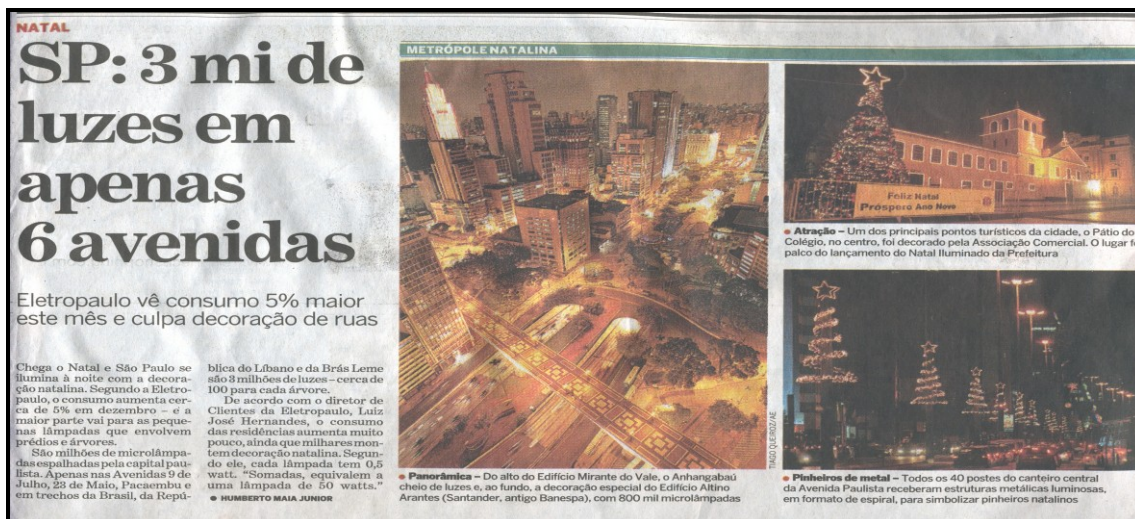 NATAL
SP: 3 mi de
luzes em
apenas
6 avenidas
Eletropaulo vê consumo 5% maior
este mês e culpa decoração de ruas
Chega o Natal e São Paulo se
ilumina à noite com a decora-
ção natalina. Segundo a Eletro-
paulo, o consumo aumenta cer-
ca de 5% em dezembro – e a
maior parte vai para as peque-
nas lâmpadas que envolvem
prédios e árvores.
São milhões de microlâmpa-
das espalhadas pela capital pau-
lista. Apenas nas Avenidas 9 de
Julho, 23 de Maio, Pacaembu e
em trechos da Brasil, da Repú-
blica do Líbano e da Brás Leme
são 3 milhões de luzes – cerca de
100 para cada árvore.
De acordo com o diretor de
Clientes da Eletropaulo, Luiz
José Hernandes, o consumo
das residências aumenta muito
pouco, ainda que milhares mon-
tem decoração natalina. Segun-
do ele, cada lâmpada tem 0,5
watt. “Somadas, equivalem a
uma lâmpada de 50 watts.”
● HUMBERTO MAIA JUNIOR
METRÓPOLE NATALINA
TIAGO QUEIROZ/AE
● Panorâmica – Do alto do Edifício Mirante do Vale, o Anhangabaú
cheio de luzes e, ao fundo, a decoração especial do Edifício Altino
Arantes (Santander, antigo Banespa), com 800 mil microlâmpadas
Feliz Natal
Próspero Ano Novo
● Atração – Um dos principais pontos turísticos da cidade, o Pátio do
Colégio, no centro, foi decorado pela Associação Comercial. O lugar f
palco do lançamento do Natal Iluminado da Prefeitura
● Pinheiros de metal – Todos os 40 postes do canteiro central
da Avenida Paulista receberam estruturas metálicas luminosas,
em formato de espiral, para simbolizar pinheiros natalinos